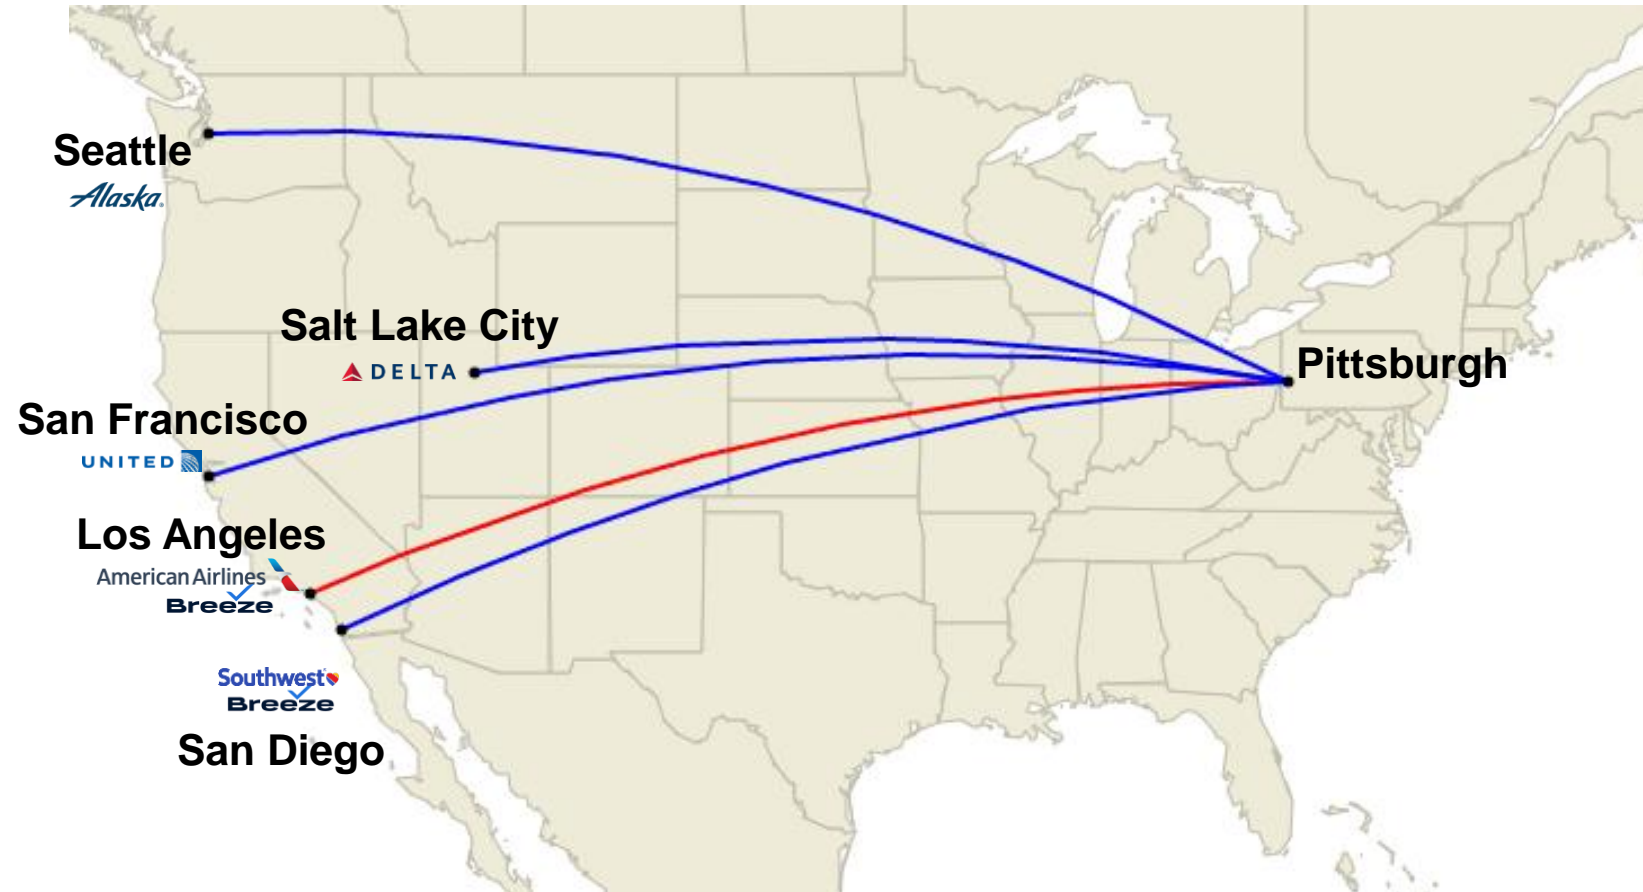 Seattle
Alaska
Salt Lake City
DELTA
Pittsburgh
San Francisco
UNITED
Los Angeles
American Airlines
Breeze
Southwest
Breeze
San Diego